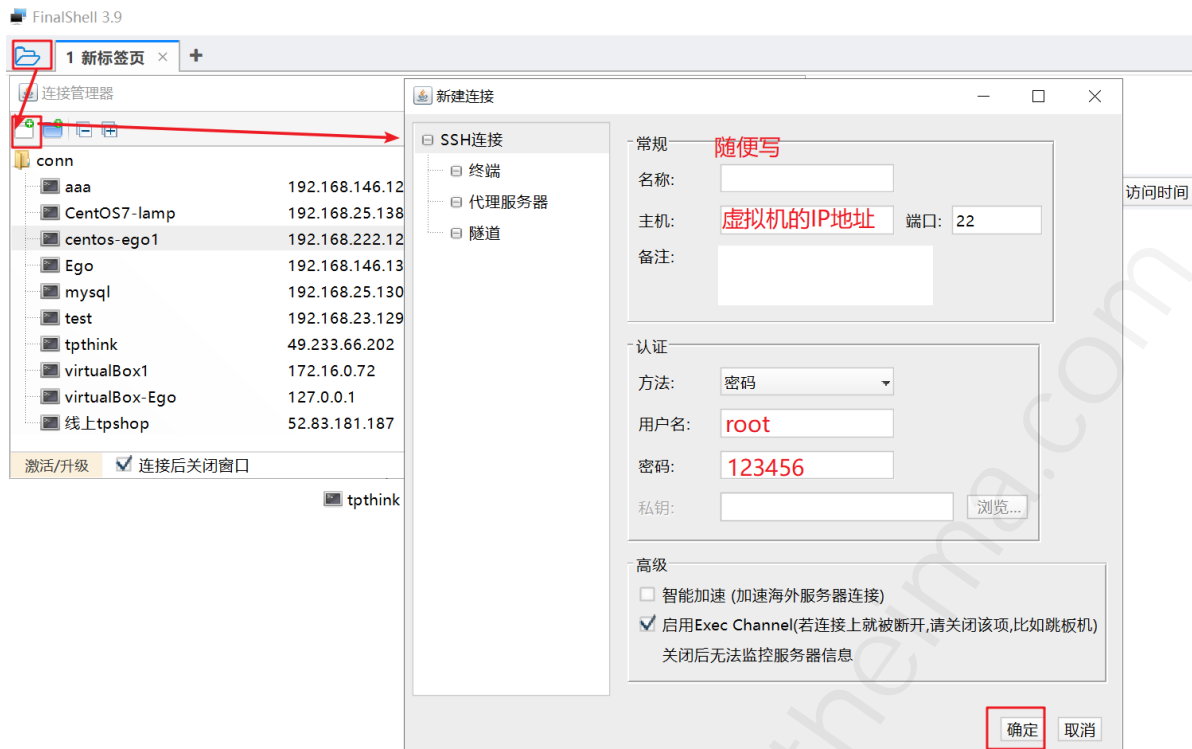 FinalShell 3.9
1 新标签页 × +
连接管理器
conn
aaa 192.168.146.12
CentOS7-lamp 192.168.25.138
centos-ego1 192.168.222.12
Ego 192.168.146.13
mysql 192.168.25.130
test 192.168.23.129
tpthink 49.233.66.202
virtualBox1 172.16.0.72
virtualBox-Ego 127.0.0.1
线上tpshop 52.83.181.187
激活/升级 连接后关闭窗口
tpthink
访问时间
新建连接
SSH连接
终端
代理服务器
隧道
常规
随便写
名称:
主机: 虚拟机的IP地址 端口: 22
备注:
认证
方法: 密码
用户名: root
密码: 123456
私钥: 浏览...
高级
智能加速 (加速海外服务器连接)
启用Exec Channel(若连接上就被断开,请关闭该项,比如跳板机)
关闭后无法监控服务器信息
确定 取消
theima.com